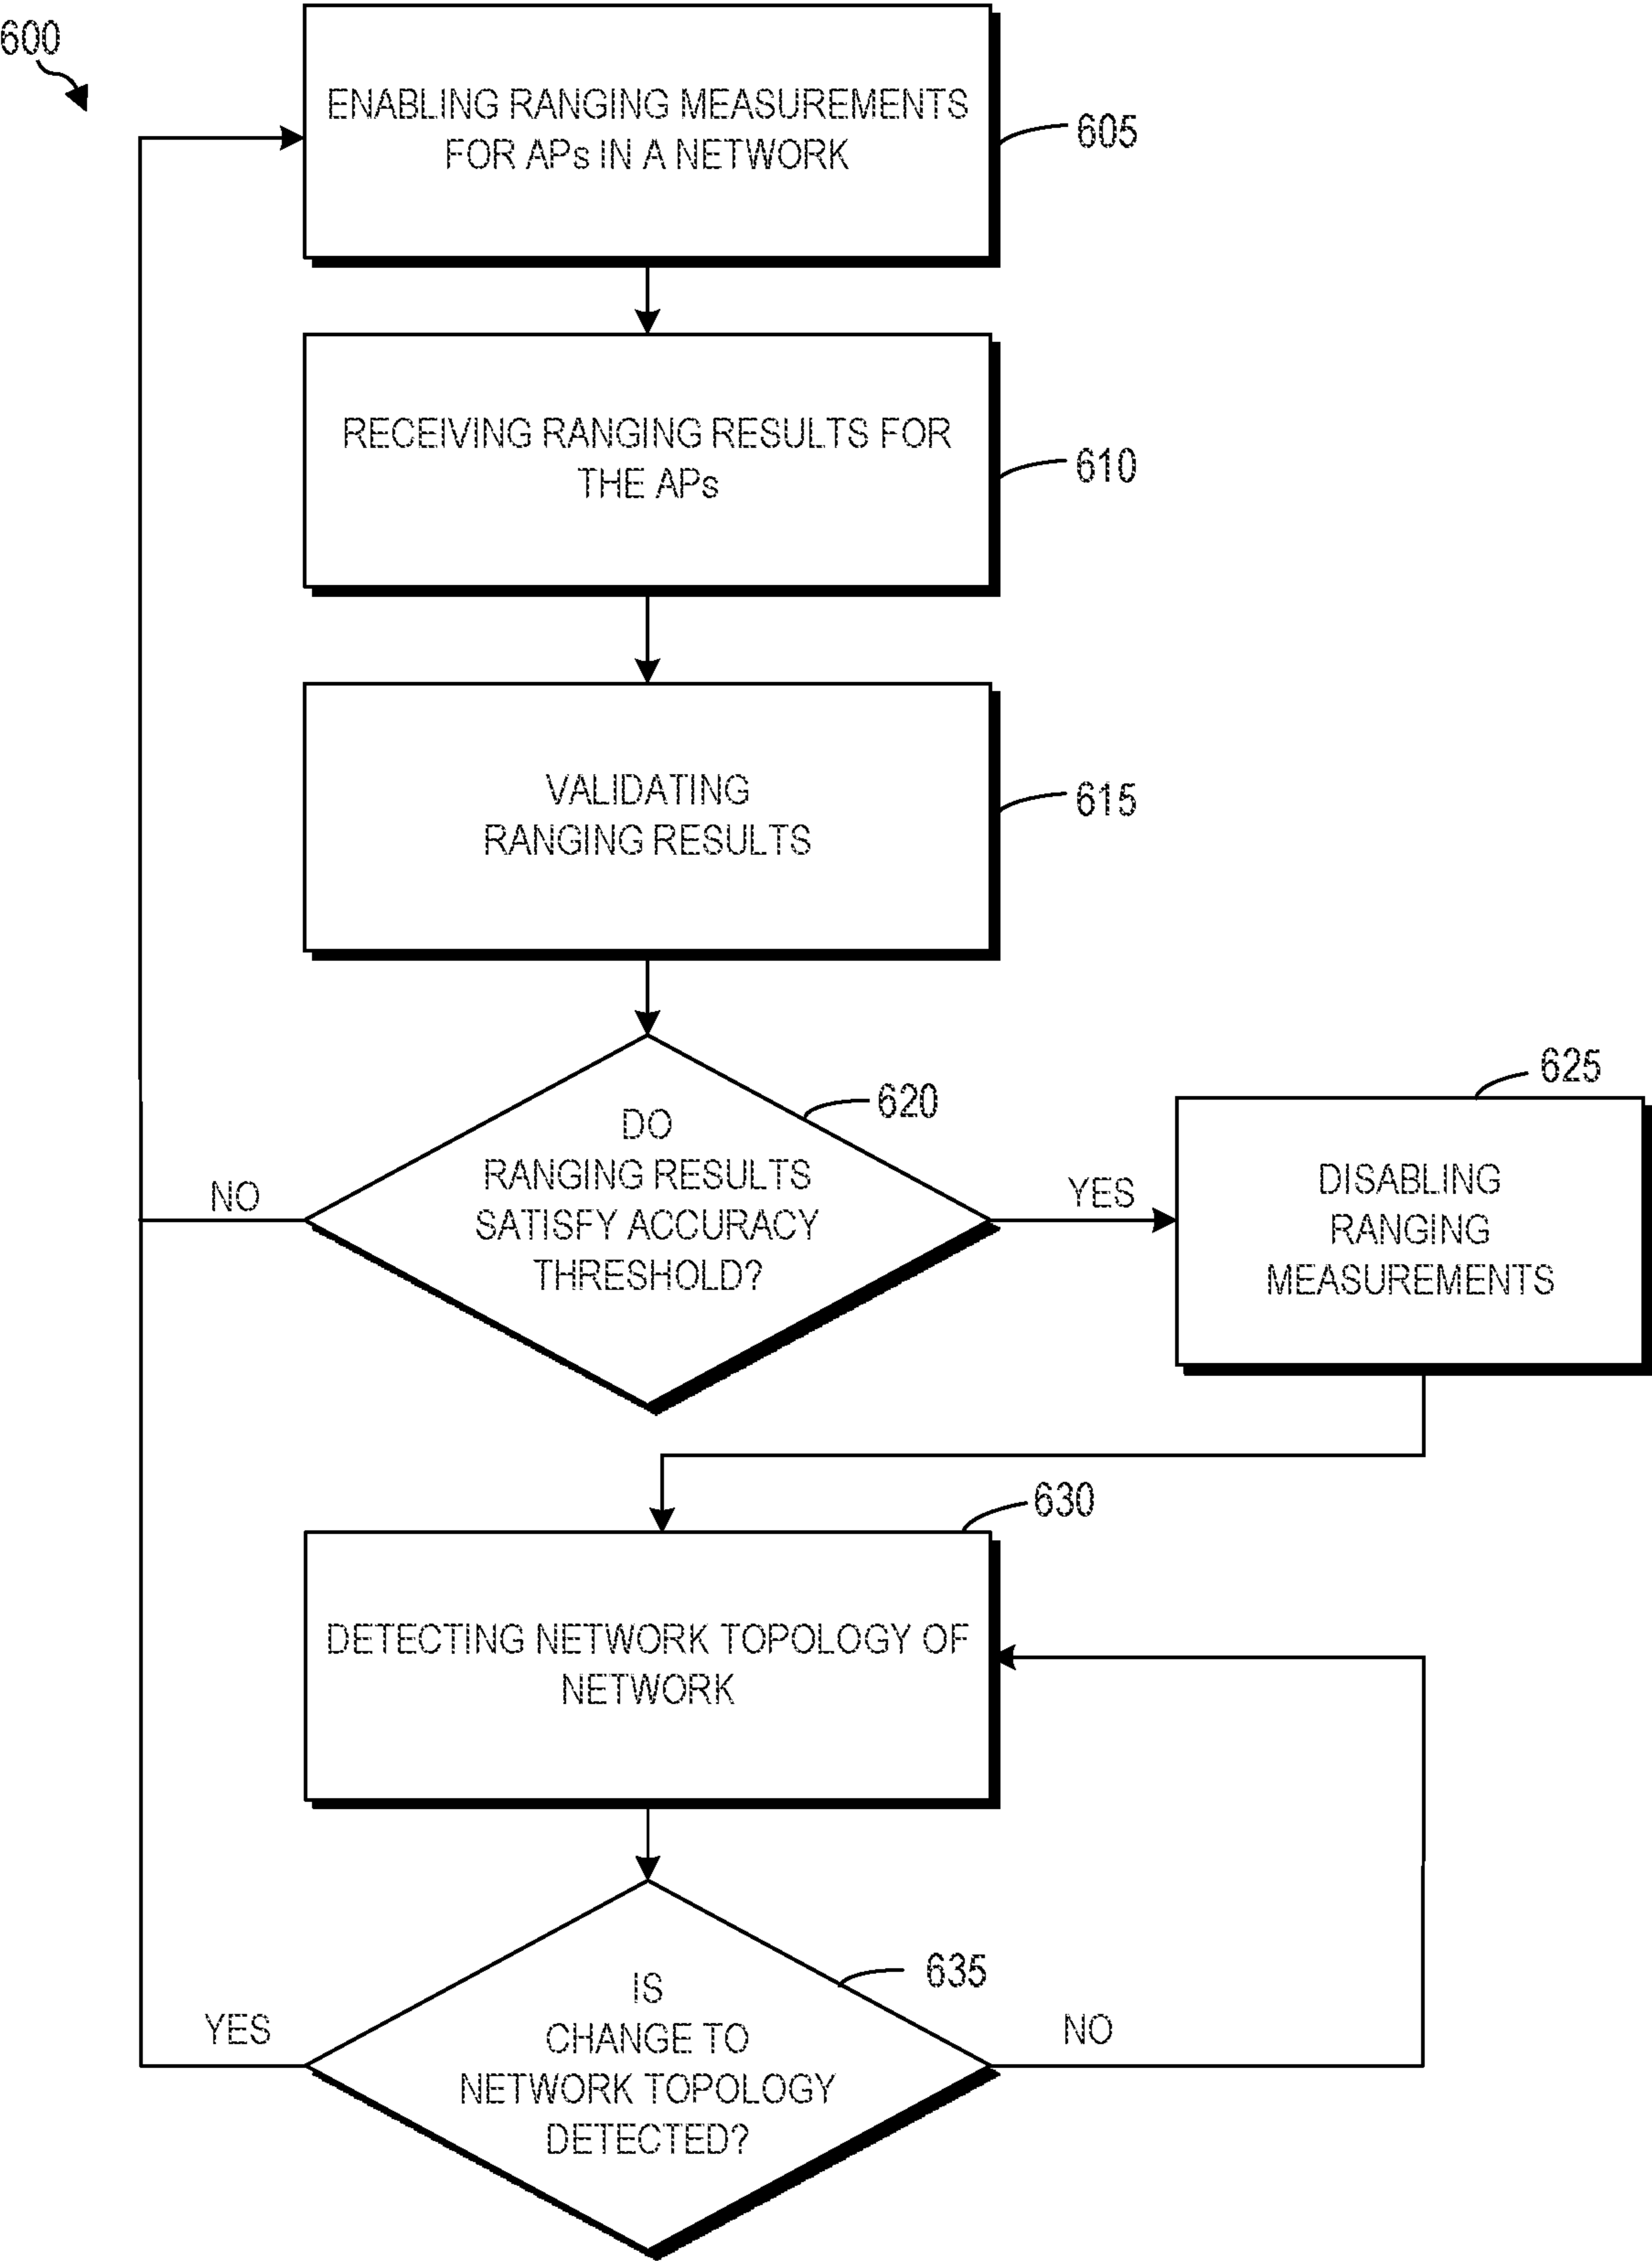 600
ENABLING RANGING MEASUREMENTS
FOR APs IN A NETWORK
605
RECEIVING RANGING RESULTS FOR
THE APs
610
VALIDATING
RANGING RESULTS
615
DO
RANGING RESULTS
SATISFY ACCURACY
THRESHOLD?
620
NO
YES
625
DISABLING
RANGING
MEASUREMENTS
630
DETECTING NETWORK TOPOLOGY OF
NETWORK
635
IS
CHANGE TO
NETWORK TOPOLOGY
DETECTED?
YES
NO